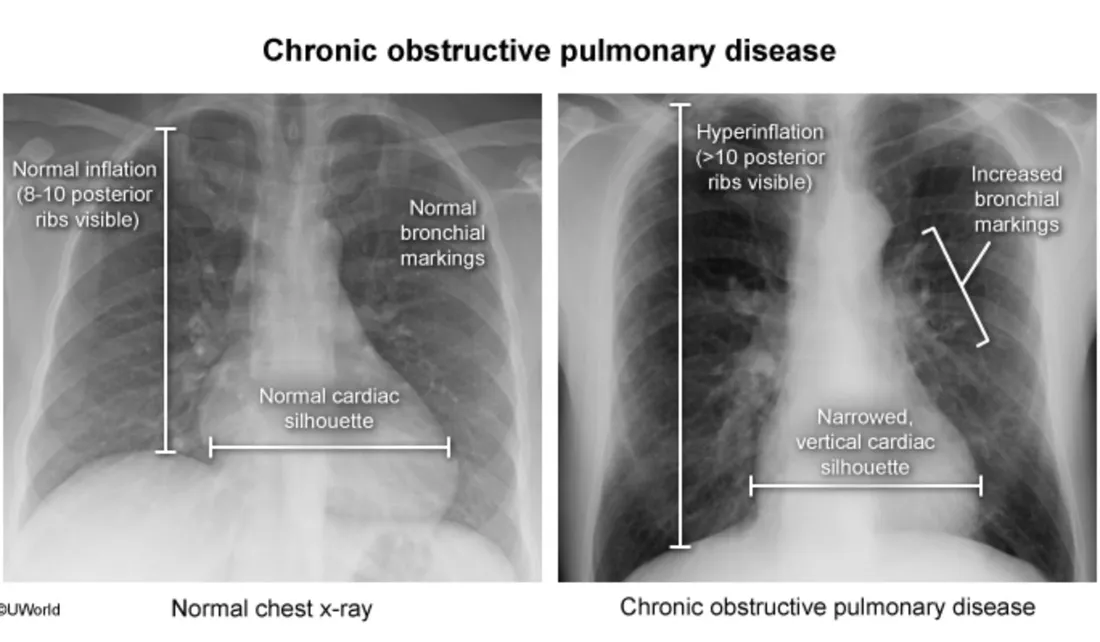 Chronic obstructive pulmonary disease
Normal inflation
(8-10 posterior
ribs visible)
Normal
bronchial
markings
Normal cardiac
silhouette
Hyperinflation
(>10 posterior
ribs visible)
Increased
bronchial
markings
Narrowed,
vertical cardiac
silhouette
©UWorld
Normal chest x-ray
Chronic obstructive pulmonary disease